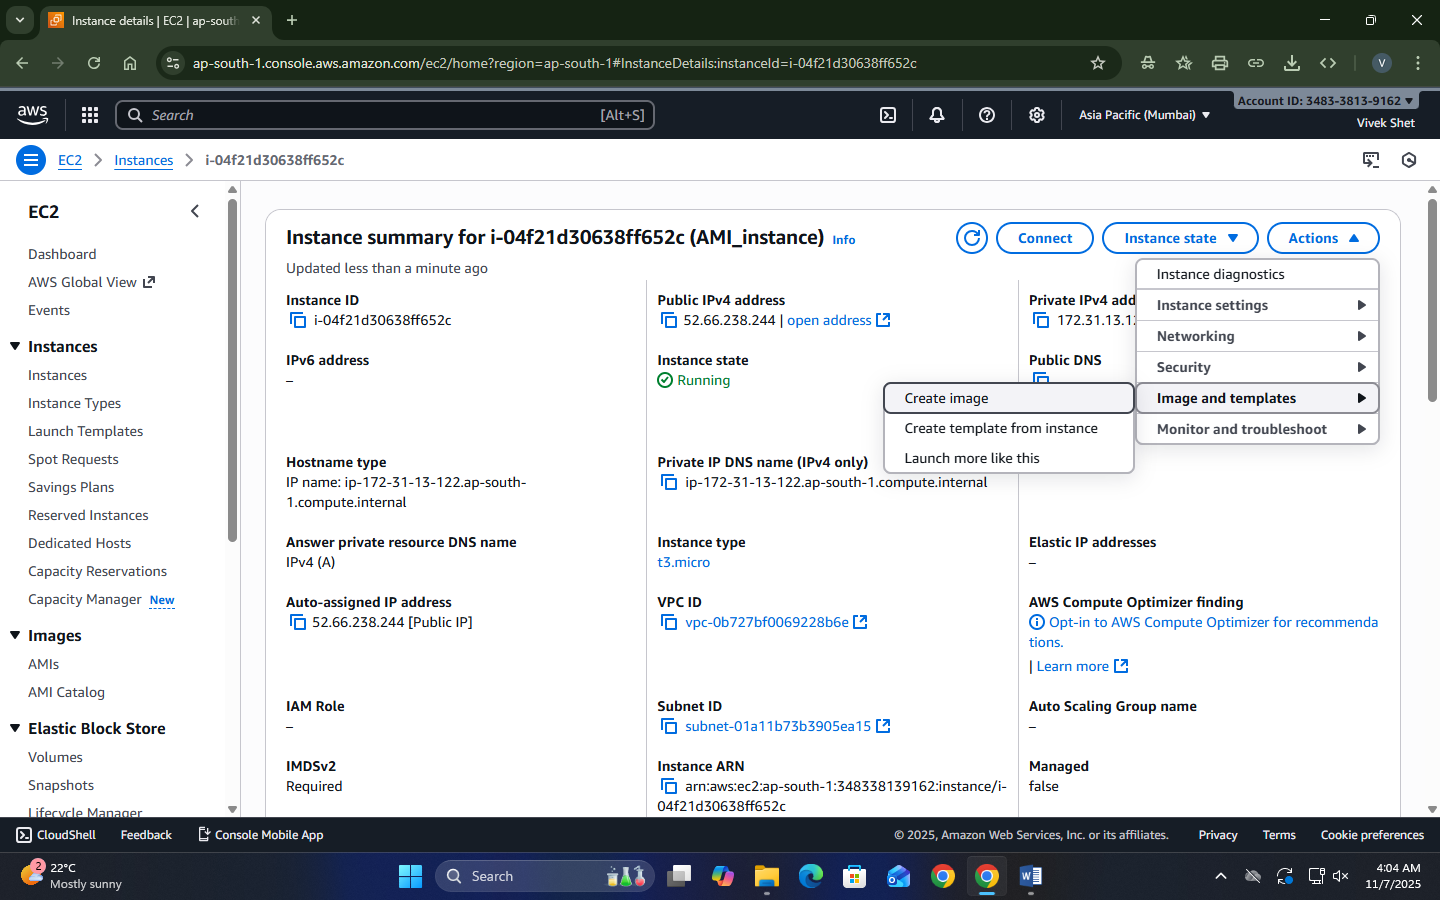 Instance details | EC2 | ap-south
ap-south-1.console.aws.amazon.com/ec2/home?region=ap-south-1#InstanceDetails:instanceId=i-04f21d30638ff652c
V
aws
Search
[Alt+S]
Asia Pacific (Mumbai)
Account ID: 3483-3813-9162
Vivek Shet
EC2
Instances
i-04f21d30638ff652c
EC2
Dashboard
AWS Global View
Events
Instances
Instances
Instance Types
Launch Templates
Spot Requests
Savings Plans
Reserved Instances
Dedicated Hosts
Capacity Reservations
Capacity Manager New
Images
AMIs
AMI Catalog
Elastic Block Store
Volumes
Snapshots
Lifecycle Manager
Instance summary for i-04f21d30638ff652c (AMI_instance) Info
Updated less than a minute ago
Connect
Instance state
Actions
Instance diagnostics
Instance settings
Networking
Security
Image and templates
Monitor and troubleshoot
Create image
Create template from instance
Launch more like this
Instance ID
i-04f21d30638ff652c
Public IPv4 address
52.66.238.244 | open address
Private IPv4 add
172.31.13.12
IPv6 address
–
Instance state
Running
Public DNS
Hostname type
IP name: ip-172-31-13-122.ap-south-
1.compute.internal
Private IP DNS name (IPv4 only)
ip-172-31-13-122.ap-south-1.compute.internal
Answer private resource DNS name
IPv4 (A)
Instance type
t3.micro
Elastic IP addresses
–
Auto-assigned IP address
52.66.238.244 [Public IP]
VPC ID
vpc-0b727bf0069228b6e
AWS Compute Optimizer finding
Opt-in to AWS Compute Optimizer for recommenda
tions.
| Learn more
IAM Role
–
Subnet ID
subnet-01a11b73b3905ea15
Auto Scaling Group name
–
IMDSv2
Required
Instance ARN
arn:aws:ec2:ap-south-1:348338139162:instance/i-
04f21d30638ff652c
Managed
false
CloudShell
Feedback
Console Mobile App
© 2025, Amazon Web Services, Inc. or its affiliates.
Privacy
Terms
Cookie preferences
2
22°C
Mostly sunny
Search
4:04 AM
11/7/2025